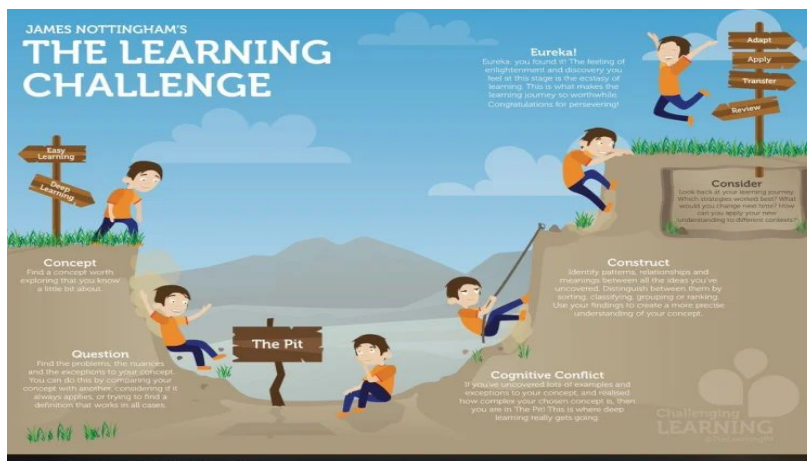 JAMES NOTTINGHAM'S
THE LEARNING
CHALLENGE
Easy
Learning
Deep
Learning
Concept
Find a concept worth
exploring that you know
a little bit about.
Question
Find the problems, the nuances
and the exceptions to your concept.
You can do this by comparing your
concept with another, considering if it
always applies, or trying to find a
definition that works in all cases.
The Pit
Cognitive Conflict
If you've uncovered lots of examples and
exceptions to your concept, and realised
how complex your chosen concept is, then
you are in The Pit! This is where deep
learning really gets going.
Construct
Identify patterns, relationships and
meanings between all the ideas you've
uncovered. Distinguish between them by
sorting, classifying, grouping or ranking.
Use your findings to create a more precise
understanding of your concept.
Eureka!
Eureka: you found it! The feeling of
enlightenment and discovery you
feel at this stage is the ecstasy of
learning. This is what makes the
learning journey so worthwhile.
Congratulations for persevering!
Adapt
Apply
Transfer
Review
Consider
Look back at your learning journey.
Which strategies worked best? What
would you change next time? How
can you apply your new
understanding to different contexts?
Challenging
LEARNING